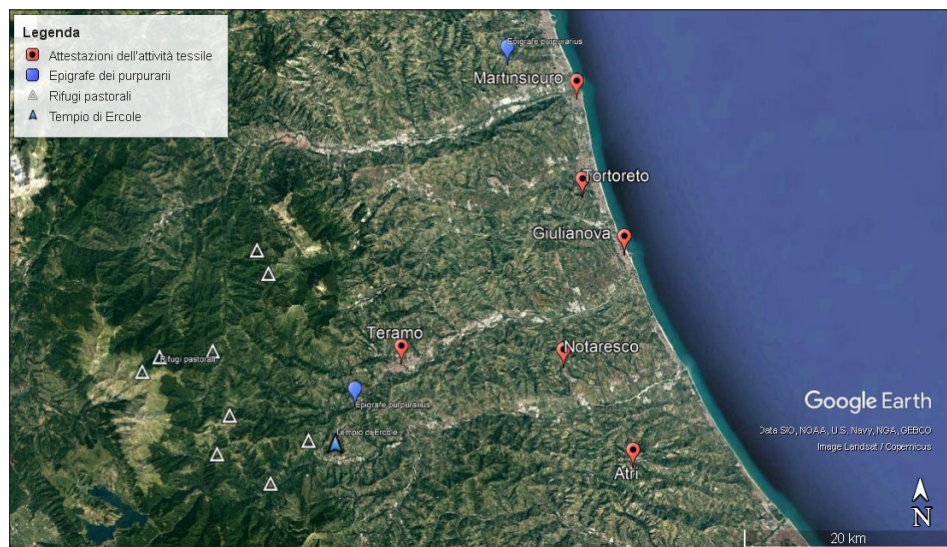 Legenda
Attestazioni dell'attività tessile
Epigrafe dei purpurarii
Rifugi pastorali
Tempio di Ercole
Epigrafe purpurarius
Martinsicuro
Tortoreto
Giulianova
Teramo
Notaresco
Rifugi pastorali
Epigrafe purpurarius
Tempio di Ercole
Atri
Google Earth
Data SIO, NOAA, U.S. Navy, NGA, GEBCO
Image Landsat / Copernicus
N
20 km